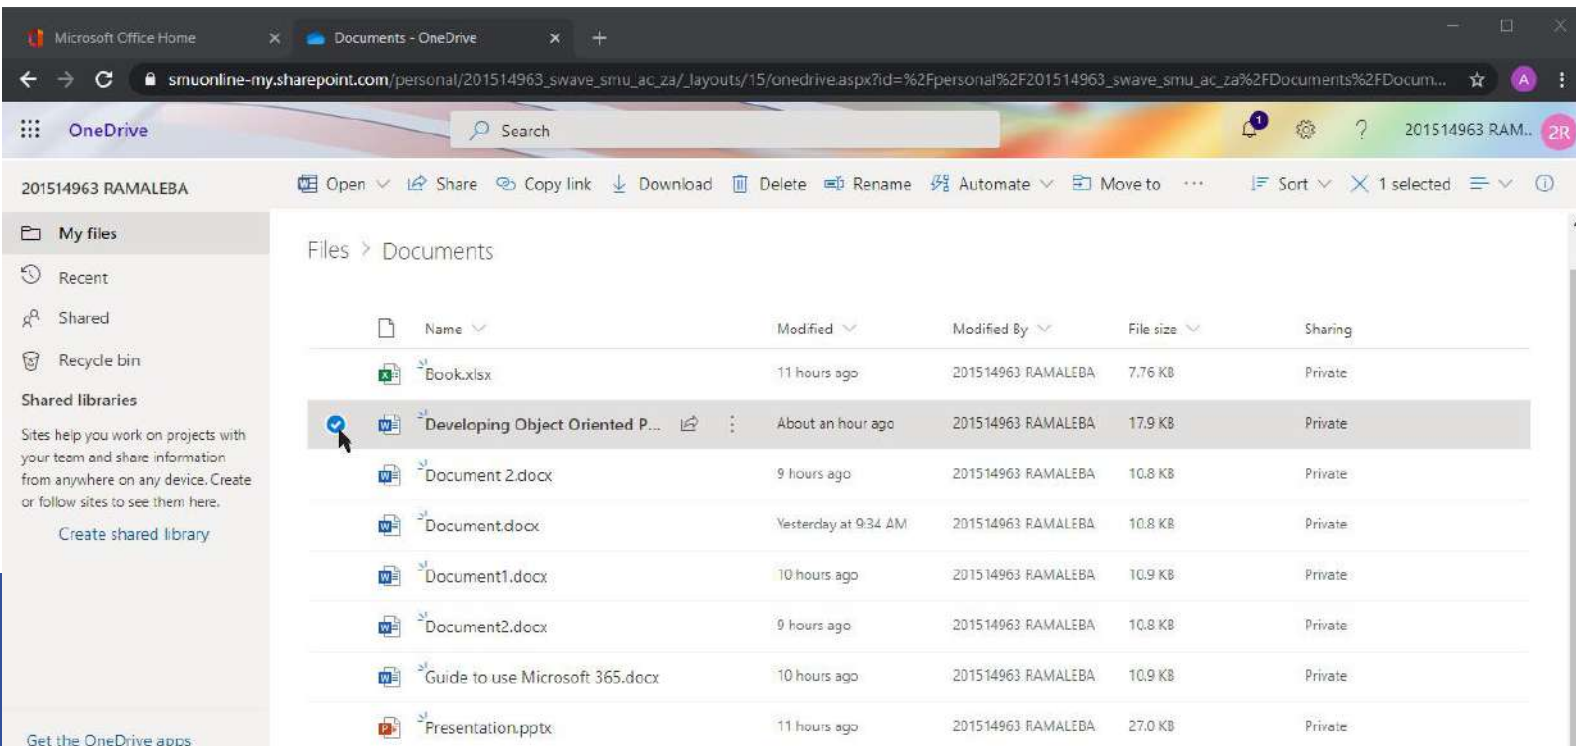 Microsoft Office Home
Documents - OneDrive
smuonline-my.sharepoint.com/personal/201514963_swave_smu_ac_za/_layouts/15/onedrive.aspx?id=%2Fpersonal%2F201514963_swave_smu_ac_za%2FDocuments%2FDocum...
A
OneDrive
Search
1
?
201514963 RAM..
2R
201514963 RAMALEBA
Open Share Copy link Download Delete Rename Automate Move to ... Sort 1 selected
My files
Recent
Shared
Recycle bin
Shared libraries
Sites help you work on projects with
your team and share information
from anywhere on any device. Create
or follow sites to see them here.
Create shared library
Get the OneDrive apps
Files > Documents
Name Modified Modified By File size Sharing
Book.xlsx 11 hours ago 201514963 RAMALEBA 7.76 KB Private
Developing Object Oriented P... About an hour ago 201514963 RAMALEBA 17.9 KB Private
Document 2.docx 9 hours ago 201514963 RAMALEBA 10.8 KB Private
Document.docx Yesterday at 9:34 AM 201514963 RAMALEBA 10.8 KB Private
Document1.docx 10 hours ago 201514963 RAMALEBA 10.9 KB Private
Document2.docx 9 hours ago 201514963 RAMALEBA 10.8 KB Private
Guide to use Microsoft 365.docx 10 hours ago 201514963 RAMALEBA 10.9 KB Private
Presentation.pptx 11 hours ago 201514963 RAMALEBA 27.0 KB Private